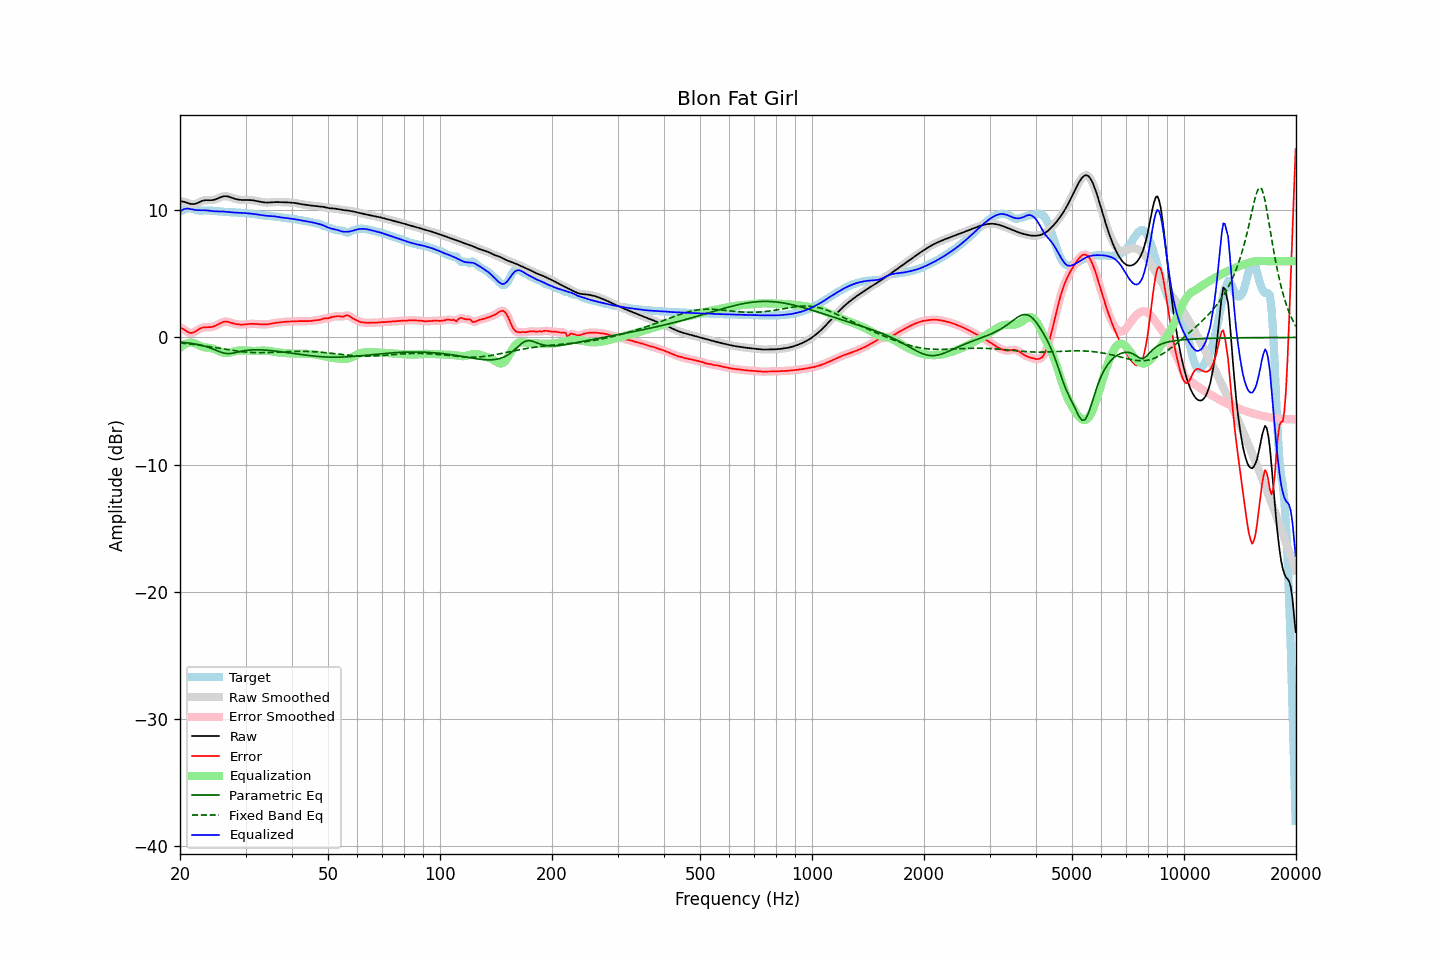 Blon Fat Girl
Amplitude (dBr)
10
0
−10
−20
−30
−40
Target
Raw Smoothed
Error Smoothed
Raw
Error
Equalization
Parametric Eq
Fixed Band Eq
Equalized
20 50 100 200 500 1000 2000 5000 10000 20000
Frequency (Hz)